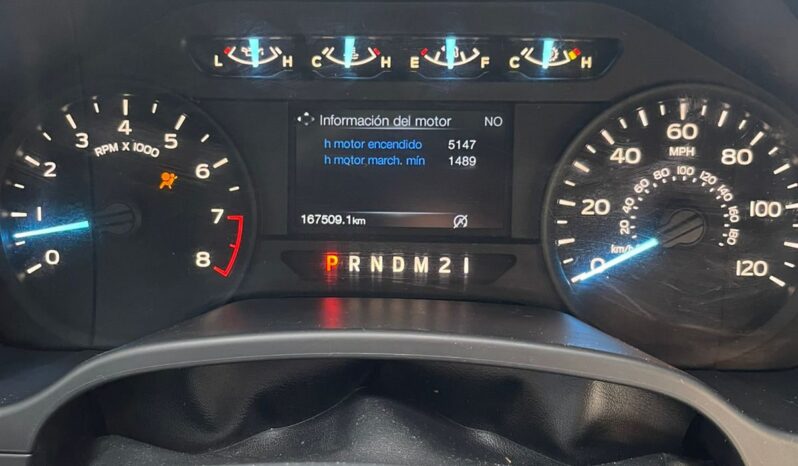 L H
C H
E F
C H
Información del motor NO
h motor encendido 5147
h motor march. mín 1489
167509.1km
P R N D M 2 1
0 1 2 3 4 5 6 7 8
RPM X 1000
0 20 40 60 80 100 120
MPH
20 40 60 80 100 120 140 160 180
km/h